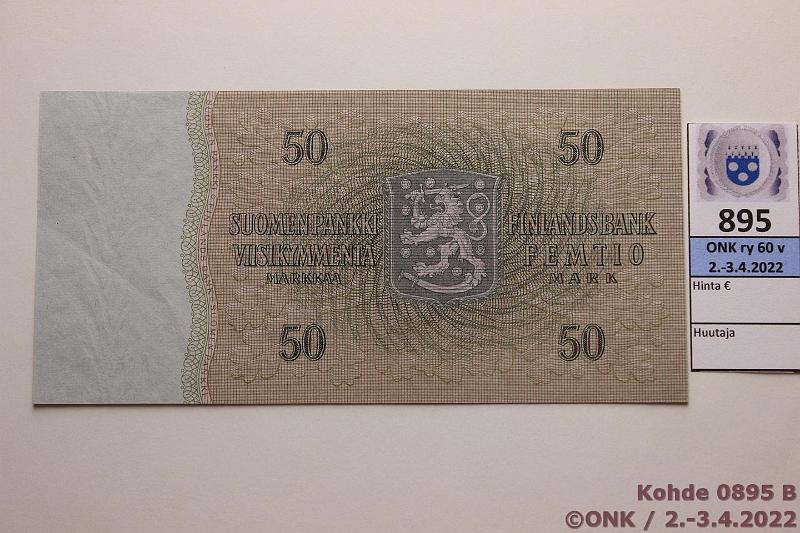 50 50
SUOMEN PANKKI FINLANDS BANK
VIISIKYMMENTÄ FEMTIO
MARKKAA MARK
50 50
895
ONK ry 60 v
2.-3.4.2022
Hinta €
Huutaja
Kohde 0895 B
©ONK / 2.-3.4.2022